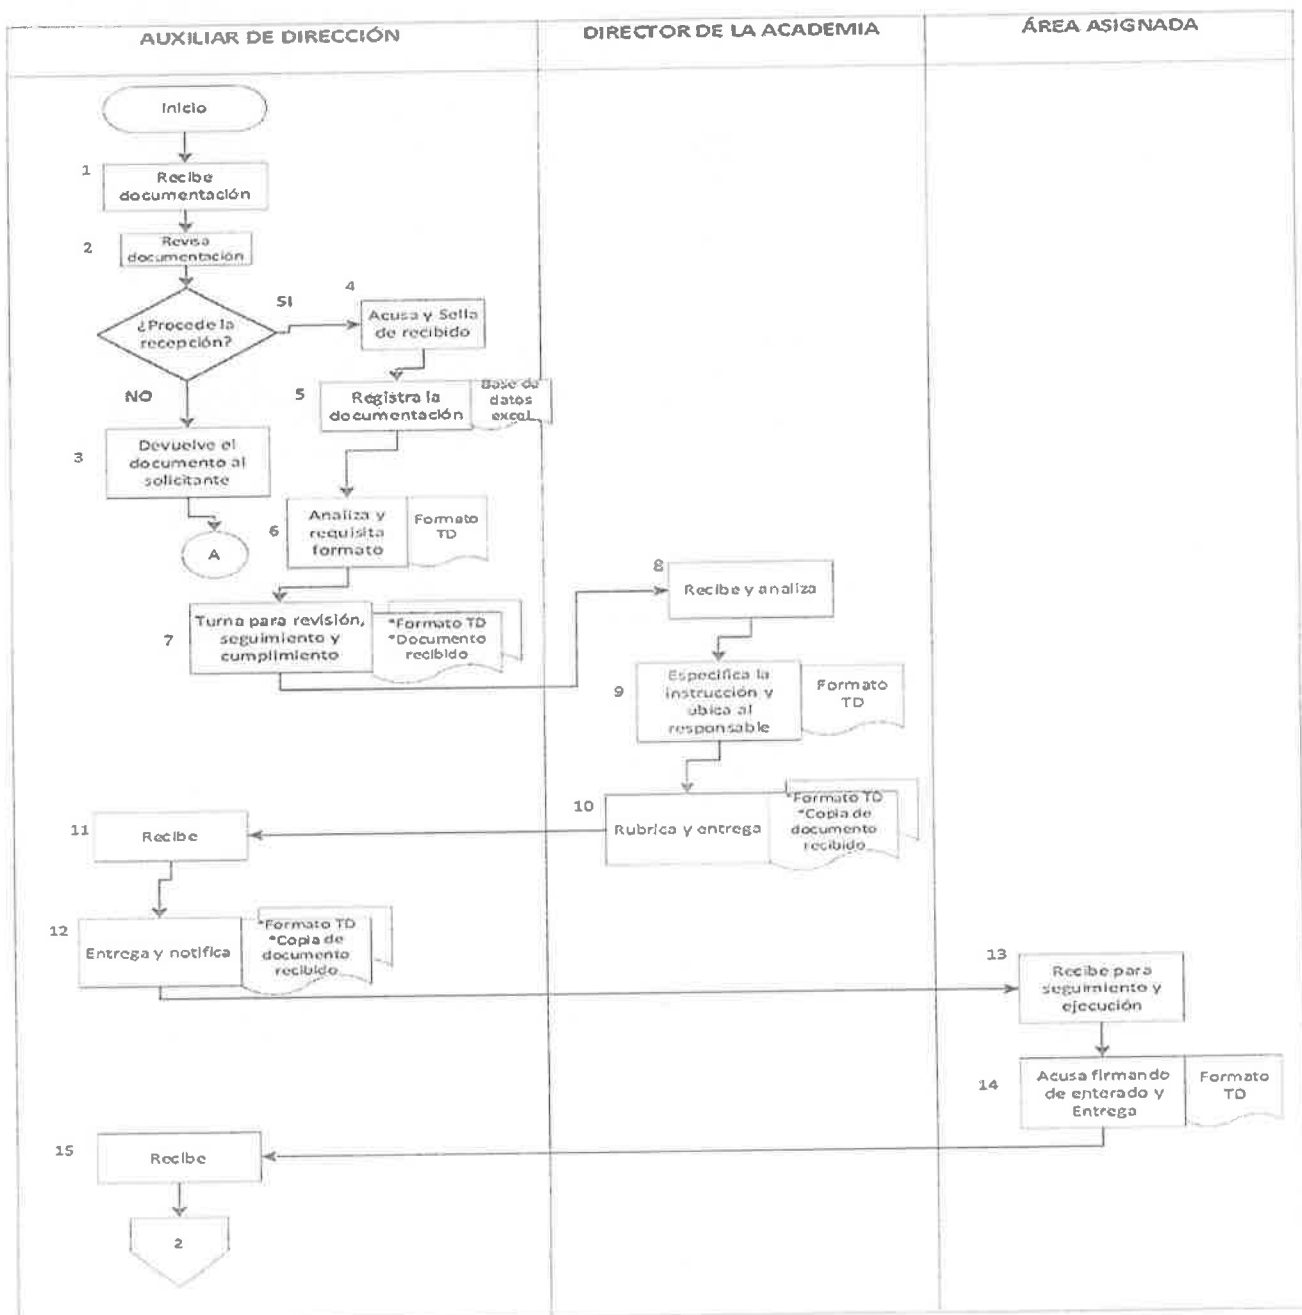 AUXILIAR DE DIRECCIÓN
DIRECTOR DE LA ACADEMIA
ÁREA ASIGNADA
Inicio
1
Recibe
documentación
2
Revisa
documentación
¿Procede la
recepción?
SI
NO
3
Devuelve el
documento al
solicitante
A
4
Acusa y Sella
de recibido
5
Registra la
documentación
Base de
datos
excel
6
Analiza y
requisita
formato
Formato
TD
7
Turna para revisión,
seguimiento y
cumplimiento
*Formato TD
*Documento
recibido
8
Recibe y analiza
9
Especifica la
instrucción y
ubica al
responsable
Formato
TD
10
Rubrica y entrega
*Formato TD
*Copia de
documento
recibido
11
Recibe
12
Entrega y notifica
*Formato TD
*Copia de
documento
recibido
13
Recibe para
seguimiento y
ejecución
14
Acusa firmando
de enterado y
Entrega
Formato
TD
15
Recibe
2